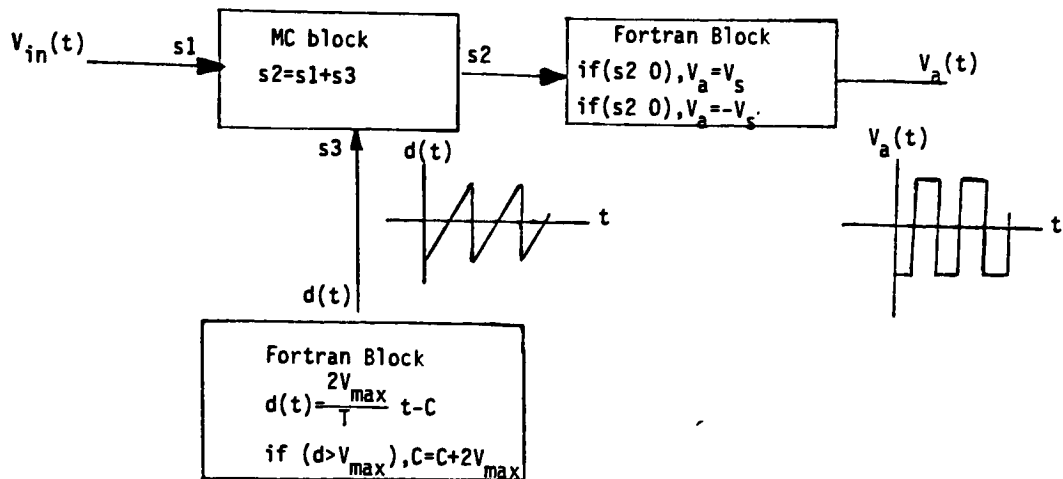 V_in(t)
s1
MC block
s2=s1+s3
s2
Fortran Block
if(s2 0),V_a=V_s
if(s2 0),V_a=-V_s
V_a(t)
s3
d(t)
t
V_a(t)
t
d(t)
Fortran Block
d(t)=2V_max/T t-C
if (d>V_max),C=C+2V_max